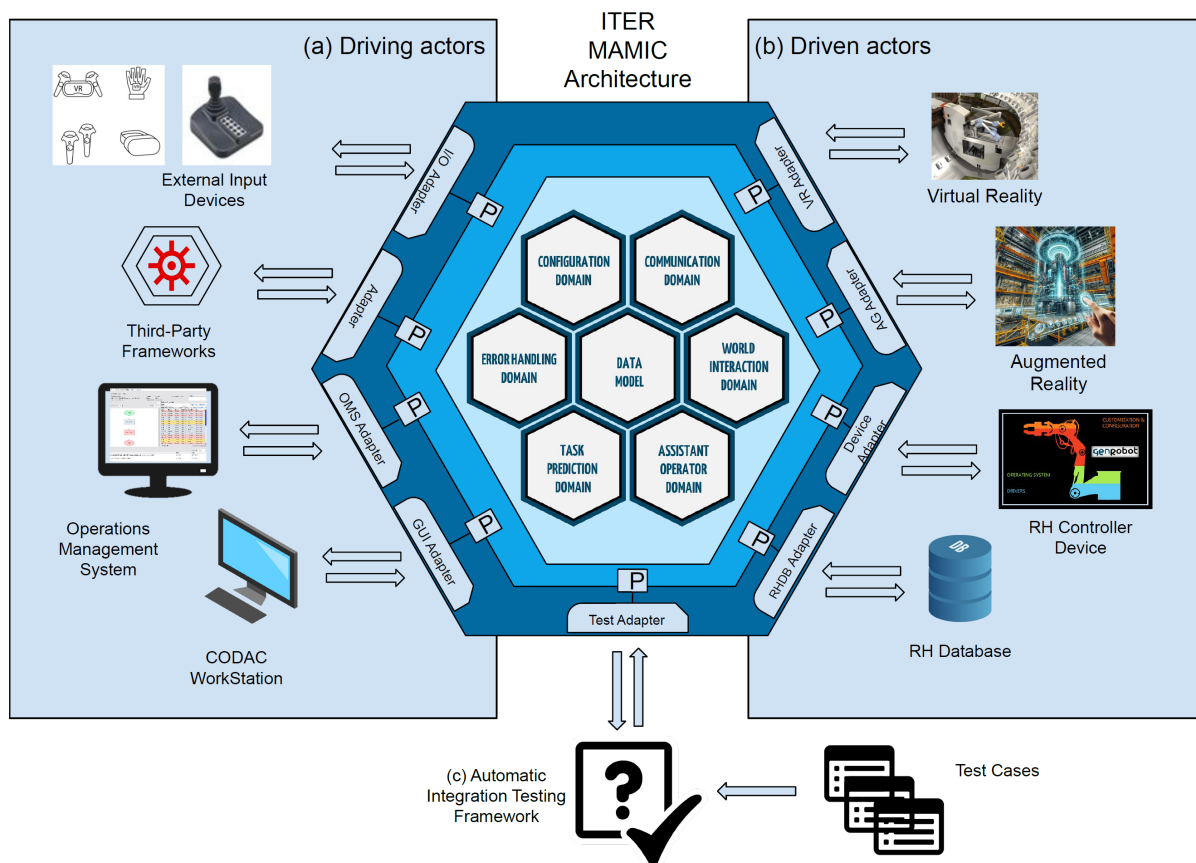 ITER
MAMIC
Architecture
(a) Driving actors
(b) Driven actors
VR
External Input
Devices
Third-Party
Frameworks
Operations
Management
System
CODAC
WorkStation
I/O Adapter
Adapter
OMS Adapter
GUI Adapter
P
P
P
P
CONFIGURATION
DOMAIN
COMMUNICATION
DOMAIN
ERROR HANDLING
DOMAIN
DATA
MODEL
WORLD
INTERACTION
DOMAIN
TASK
PREDICTION
DOMAIN
ASSISTANT
OPERATOR
DOMAIN
P
P
P
P
VR Adapter
AG Adapter
Device
Adapter
RHDB Adapter
P
Test Adapter
Virtual Reality
Augmented
Reality
CUSTOMIZATION &
CONFIGURATION
genrobot
OPERATING SYSTEM
DRIVERS
RH Controller
Device
DB
RH Database
(c) Automatic
Integration Testing
Framework
?
Test Cases